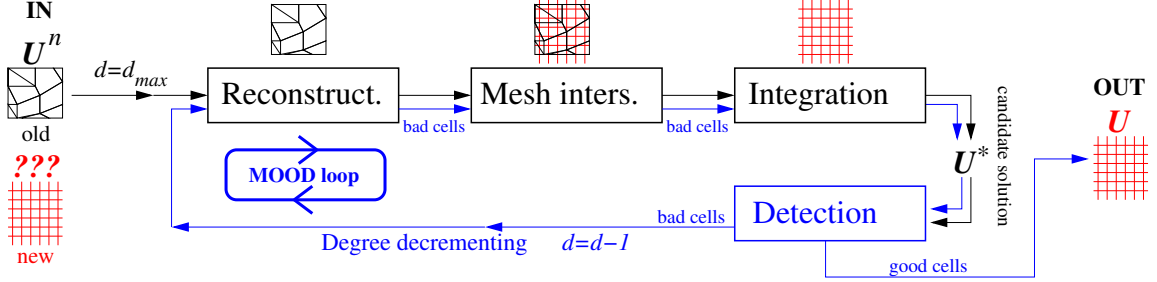 IN
Uⁿ
old
???
new
d=d_max
Reconstruct.
bad cells
Mesh inters.
bad cells
Integration
candidate solution
U*
MOOD loop
Detection
bad cells
d=d−1
Degree decrementing
good cells
OUT
U